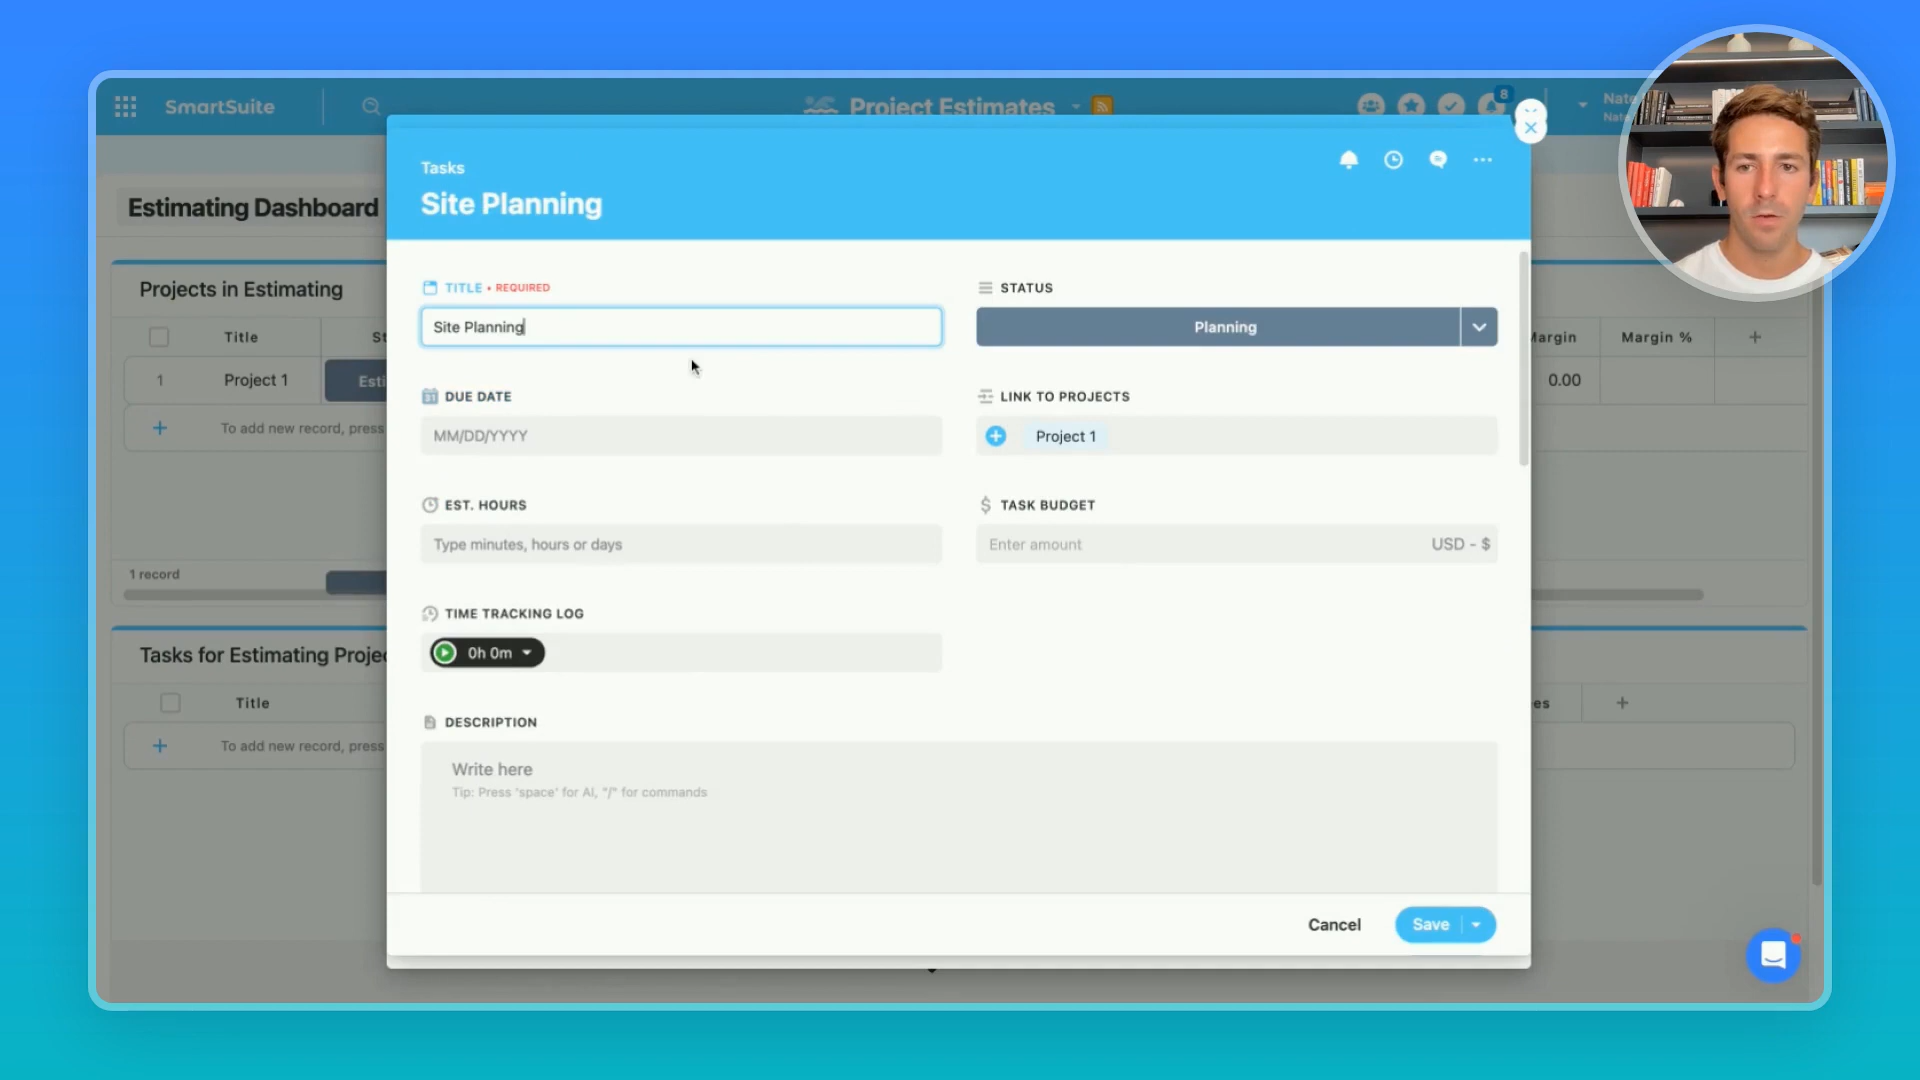 SmartSuite
Project Estimates
8
Estimating Dashboard
Projects in Estimating
Title
Margin %
1
Project 1
0.00
To add new record, press
1 record
Tasks for Estimating
Title
To add new record, press
Tasks
Site Planning
TITLE • REQUIRED
Site Planning
STATUS
Planning
DUE DATE
MM/DD/YYYY
LINK TO PROJECTS
Project 1
EST. HOURS
Type minutes, hours or days
TASK BUDGET
Enter amount
USD - $
TIME TRACKING LOG
0h 0m
DESCRIPTION
Write here
Tip: Press 'space' for AI, "/" for commands
Cancel
Save